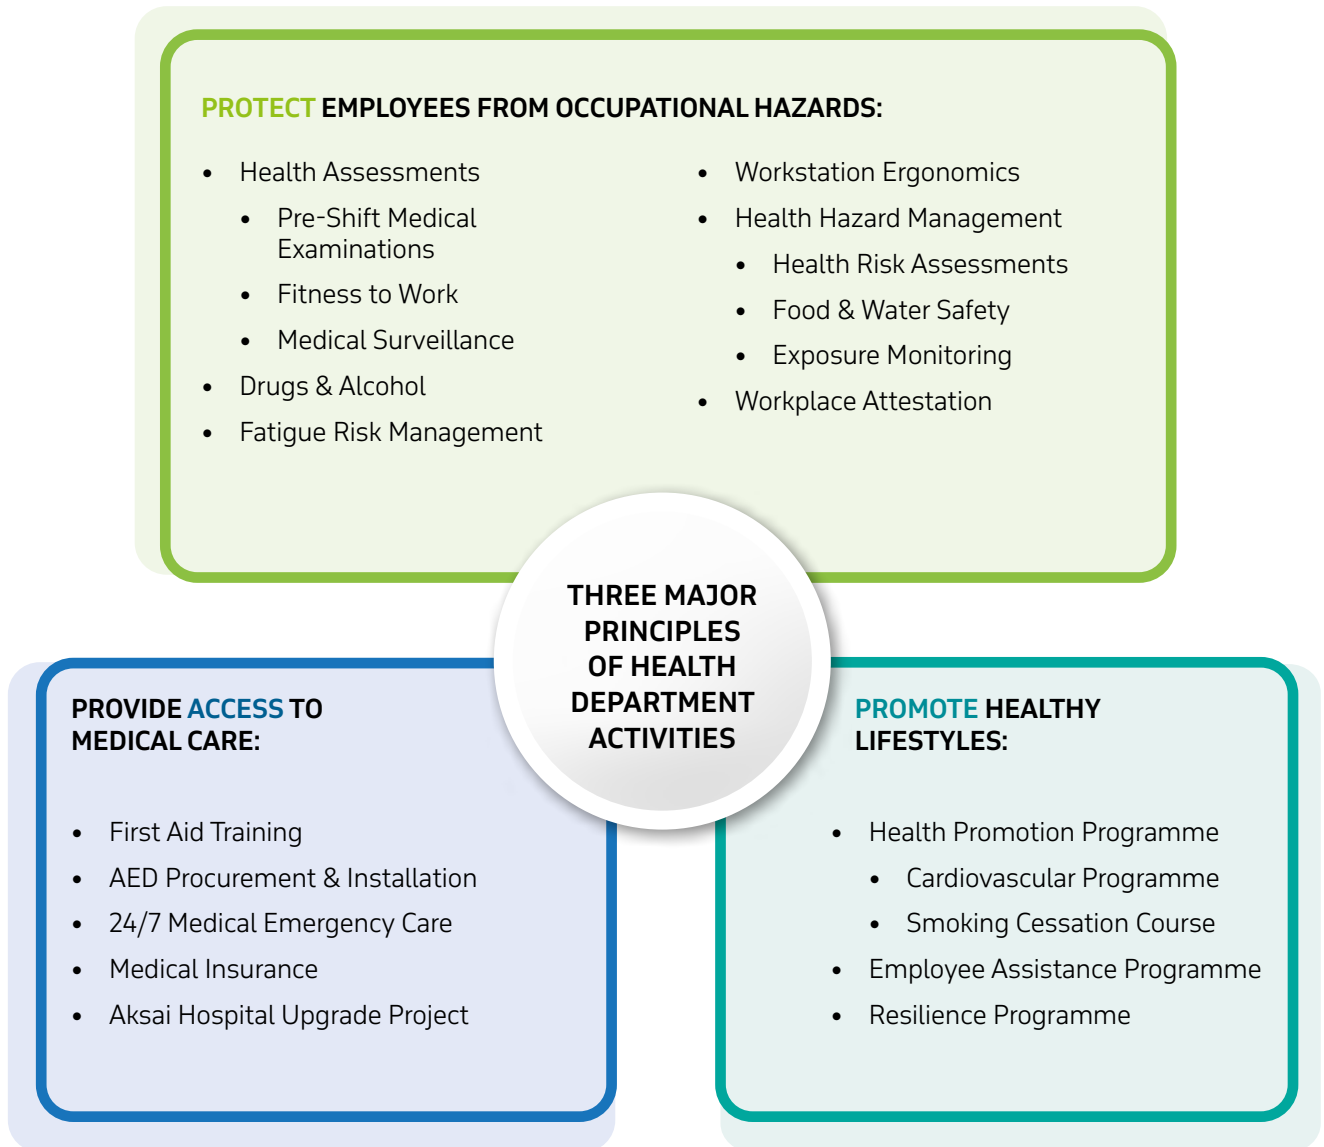 PROTECT EMPLOYEES FROM OCCUPATIONAL HAZARDS:
• Health Assessments
• Pre-Shift Medical
Examinations
• Fitness to Work
• Medical Surveillance
• Drugs & Alcohol
• Fatigue Risk Management
• Workstation Ergonomics
• Health Hazard Management
• Health Risk Assessments
• Food & Water Safety
• Exposure Monitoring
• Workplace Attestation
THREE MAJOR
PRINCIPLES
OF HEALTH
DEPARTMENT
ACTIVITIES
PROVIDE ACCESS TO
MEDICAL CARE:
• First Aid Training
• AED Procurement & Installation
• 24/7 Medical Emergency Care
• Medical Insurance
• Aksai Hospital Upgrade Project
PROMOTE HEALTHY
LIFESTYLES:
• Health Promotion Programme
• Cardiovascular Programme
• Smoking Cessation Course
• Employee Assistance Programme
• Resilience Programme